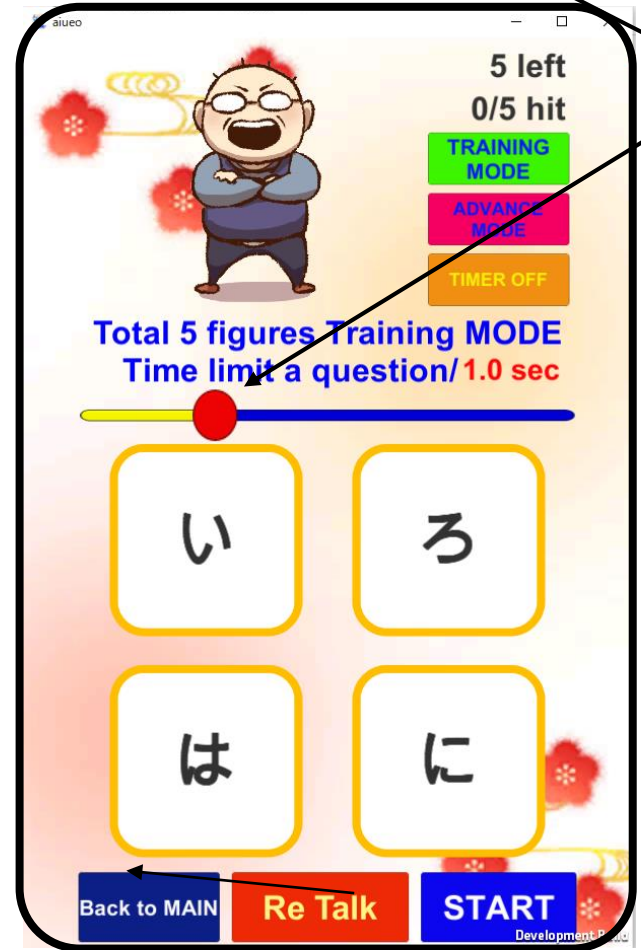 aiueo
5 left
0/5 hit
TRAINING
MODE
ADVANCE
MODE
TIMER OFF
Total 5 figures Training MODE
Time limit a question/1.0 sec
い
ろ
は
に
Back to MAIN
Re Talk
START
Development Build